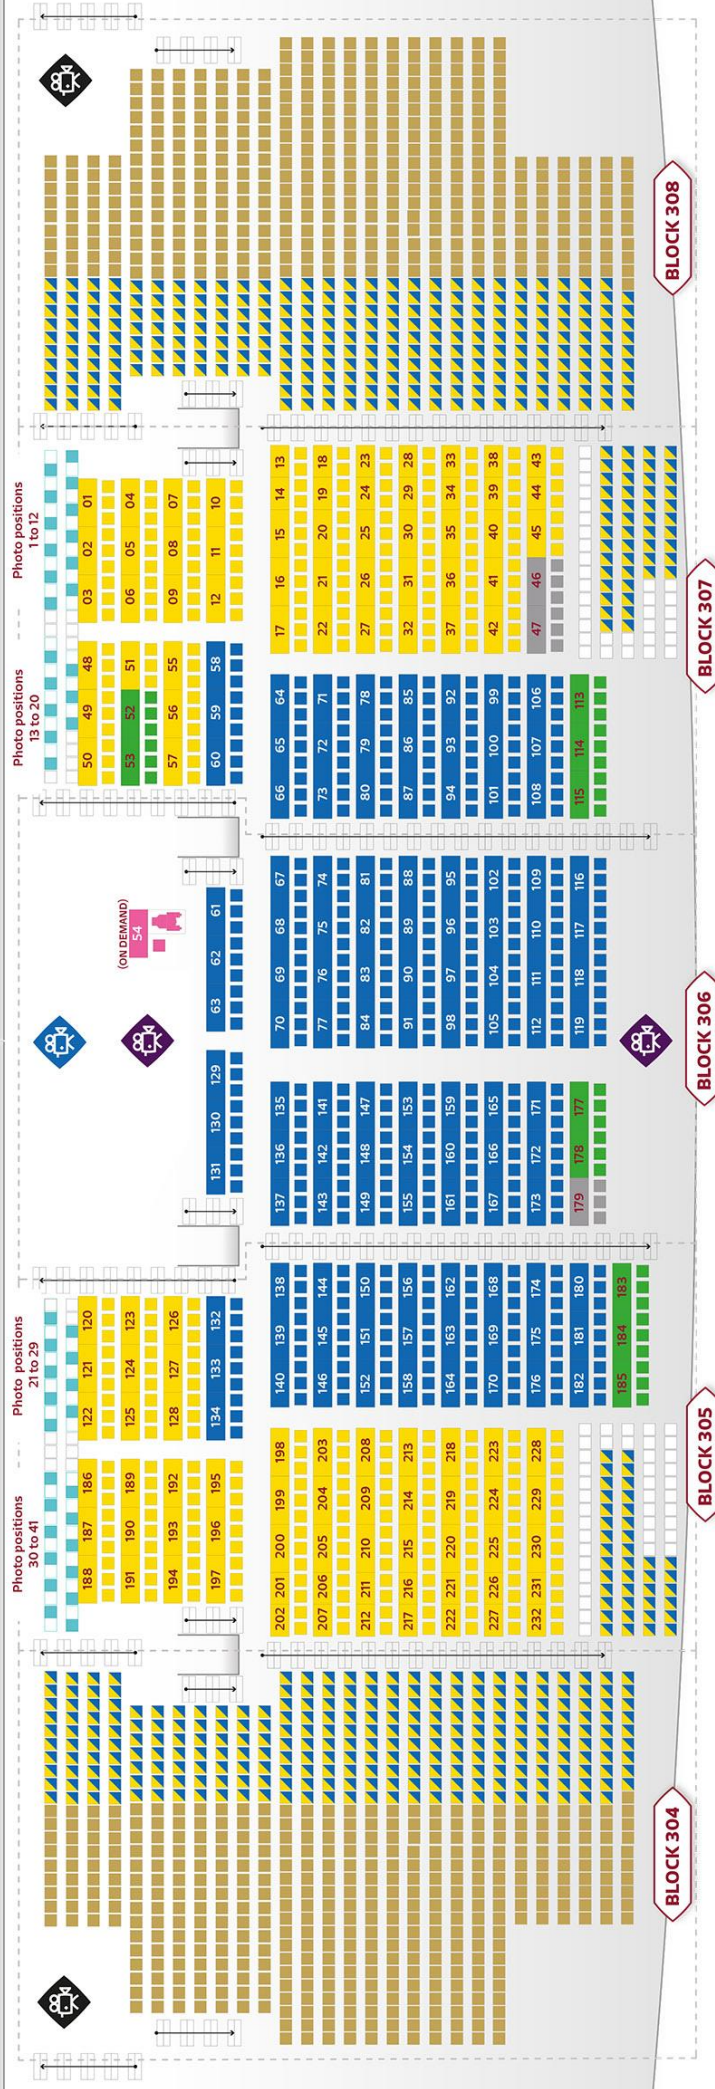 BLOCK 308
Photo positions
1 to 12
01 04 07 10
02 05 08 11
03 06 09 12
13 18 23 28 33 38 43
14 19 24 29 34 39 44
15 20 25 30 35 40 45
16 21 26 31 36 41 46
17 22 27 32 37 42 47
BLOCK 307
Photo positions
13 to 20
48 51 55 58
49 52 56 59
50 53 57 60
64 71 78 85 92 99 106 113
65 72 79 86 93 100 107 114
66 73 80 87 94 101 108 115
(ON DEMAND)
54
61
62
63
67 74 81 88 95 102 109 116
68 75 82 89 96 103 110 117
69 76 83 90 97 104 111 118
70 77 84 91 98 105 112 119
BLOCK 306
129
130
131
135 141 147 153 159 165 171 177
136 142 148 154 160 166 172 178
137 143 149 155 161 167 173 179
Photo positions
21 to 29
120 123 126 132
121 124 127 133
122 125 128 134
138 144 150 156 162 168 174 180 183
139 145 151 157 163 169 175 181 184
140 146 152 158 164 170 176 182 185
BLOCK 305
Photo positions
30 to 41
186 189 192 195
187 190 193 196
188 191 194 197
198 203 208 213 218 223 228
199 204 209 214 219 224 229
200 205 210 215 220 225 230
201 206 211 216 221 226 231
202 207 212 217 222 227 232
BLOCK 304